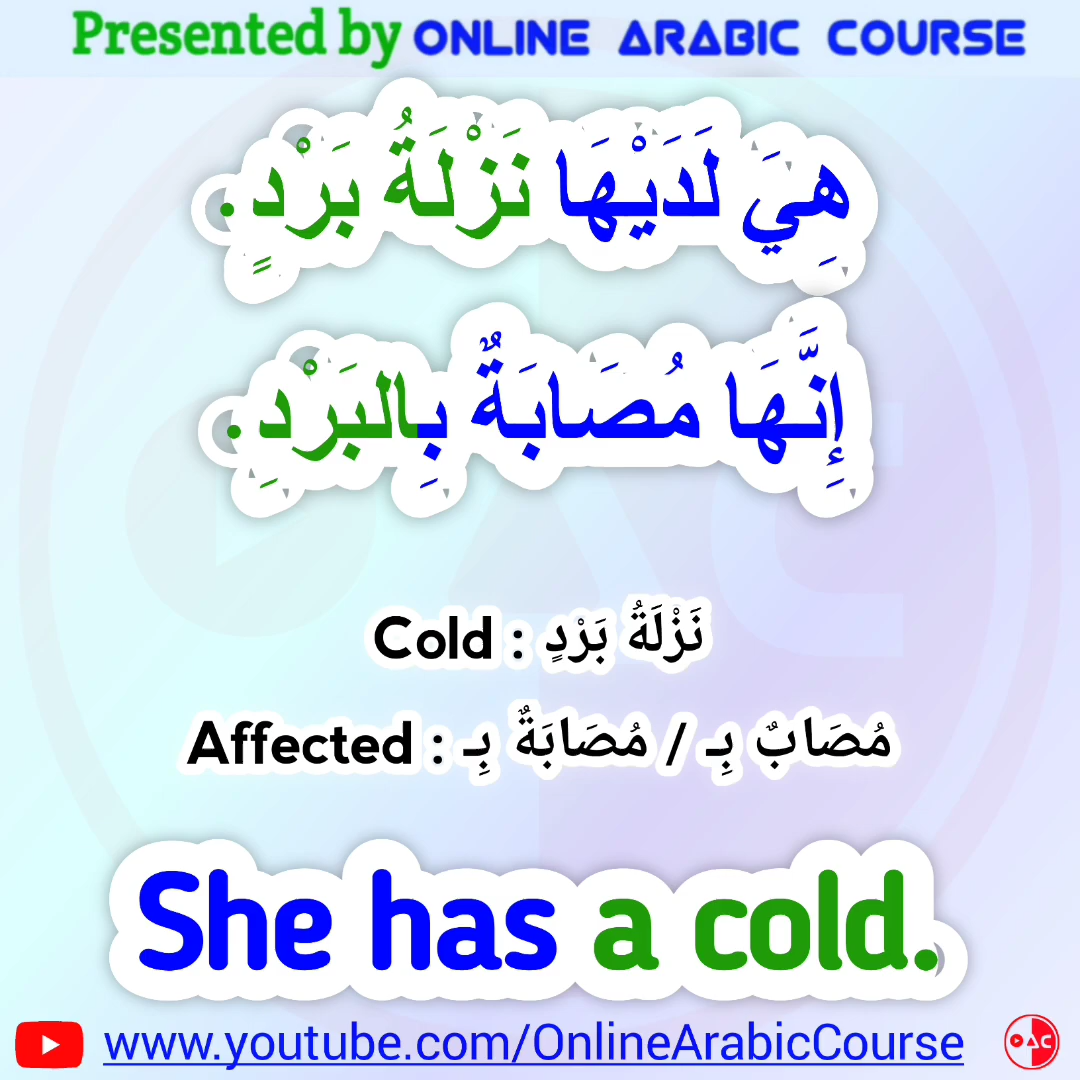 Presented by ONLINE ARABIC COURSE
هِيَ لَدَيْهَا نَزْلَةُ بَرْدٍ.
إِنَّهَا مُصَابَةٌ بِالبَرْدِ.
Cold : نَزْلَةُ بَرْدٍ
Affected : مُصَابٌ بِـ / مُصَابَةٌ بِـ
She has a cold.
www.youtube.com/OnlineArabicCourse